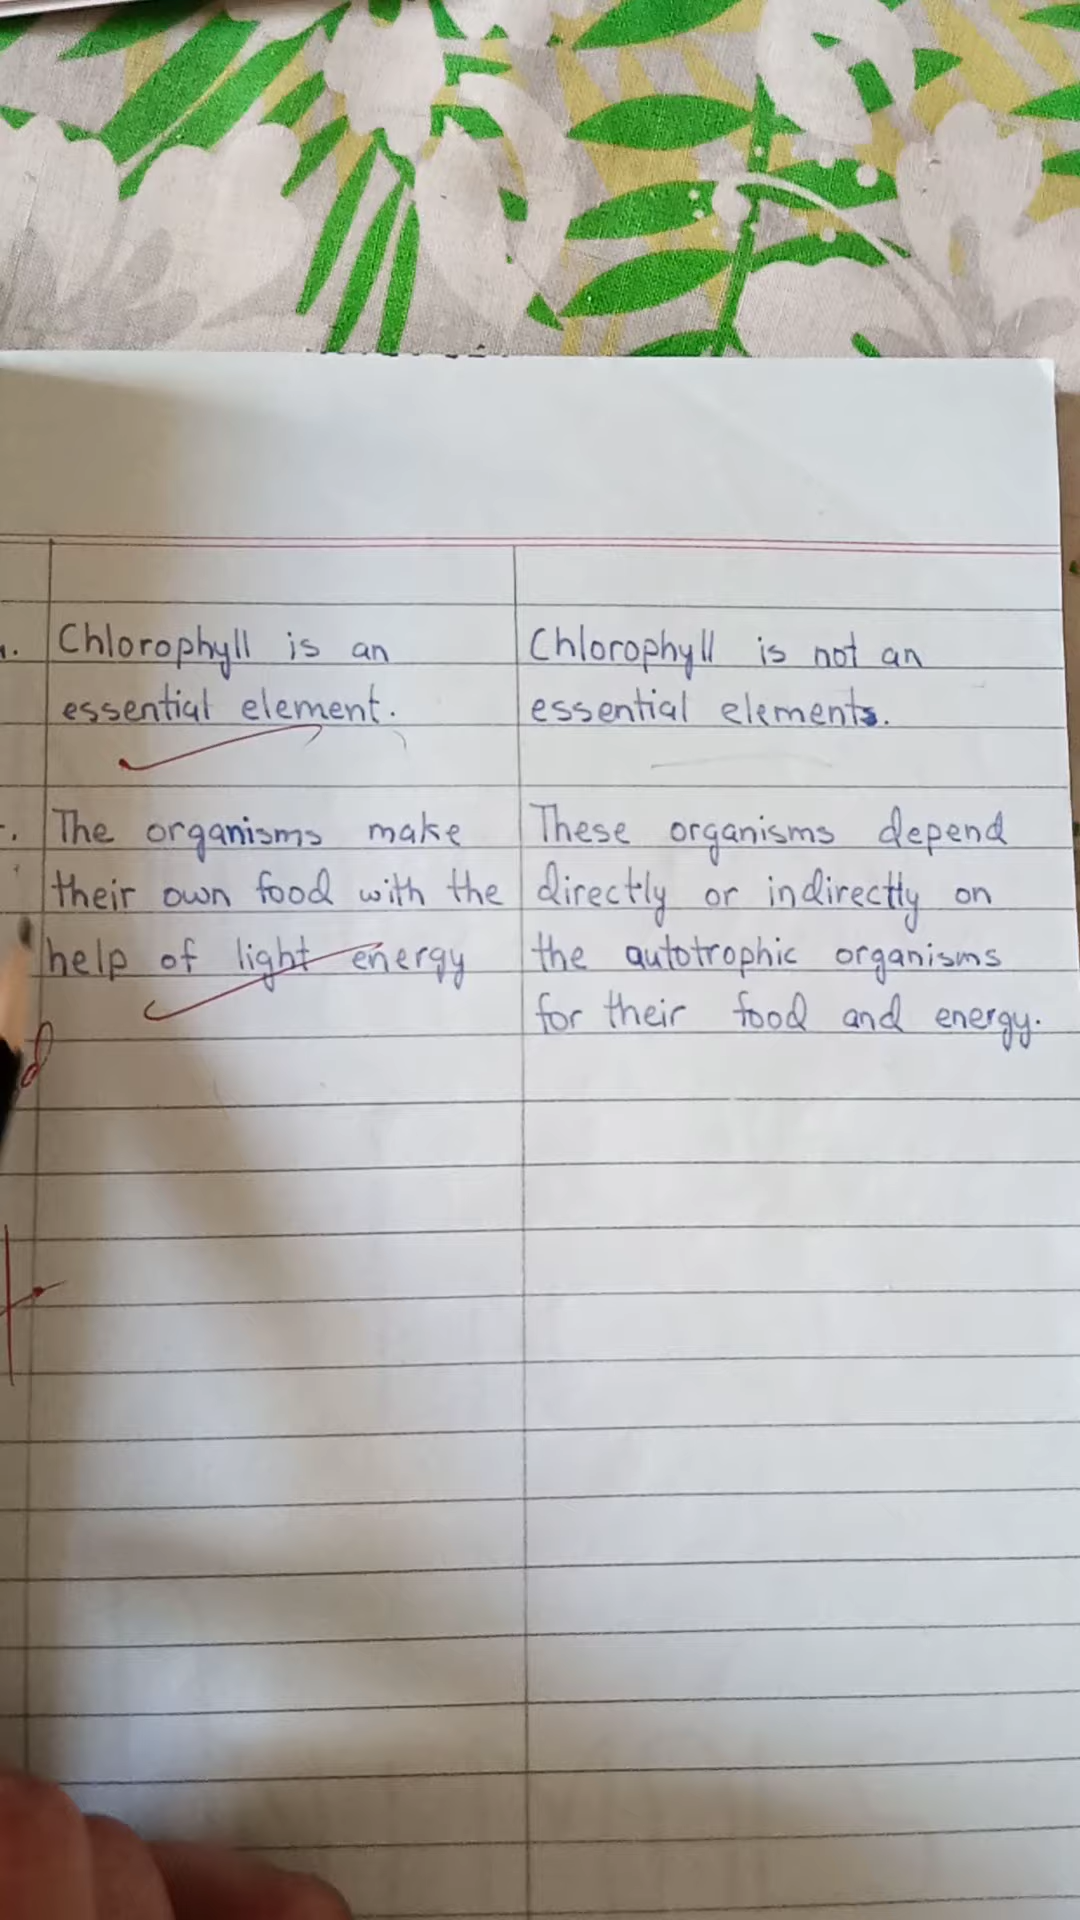 Chlorophyll is an
essential element.
Chlorophyll is not an
essential elements.
The organisms make
their own food with the
help of light energy
These organisms depend
directly or indirectly on
the autotrophic organisms
for their food and energy.